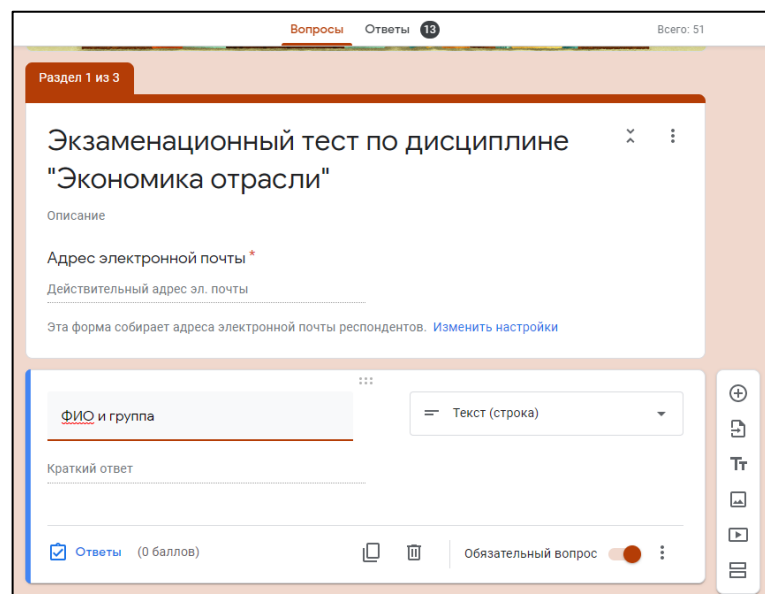 Вопросы Ответы 13 Всего: 51
Раздел 1 из 3
Экзаменационный тест по дисциплине
"Экономика отрасли"
Описание
Адрес электронной почты *
Действительный адрес эл. почты
Эта форма собирает адреса электронной почты респондентов. Изменить настройки
ФИО и группа
Текст (строка)
Краткий ответ
Ответы (0 баллов) Обязательный вопрос
Тт